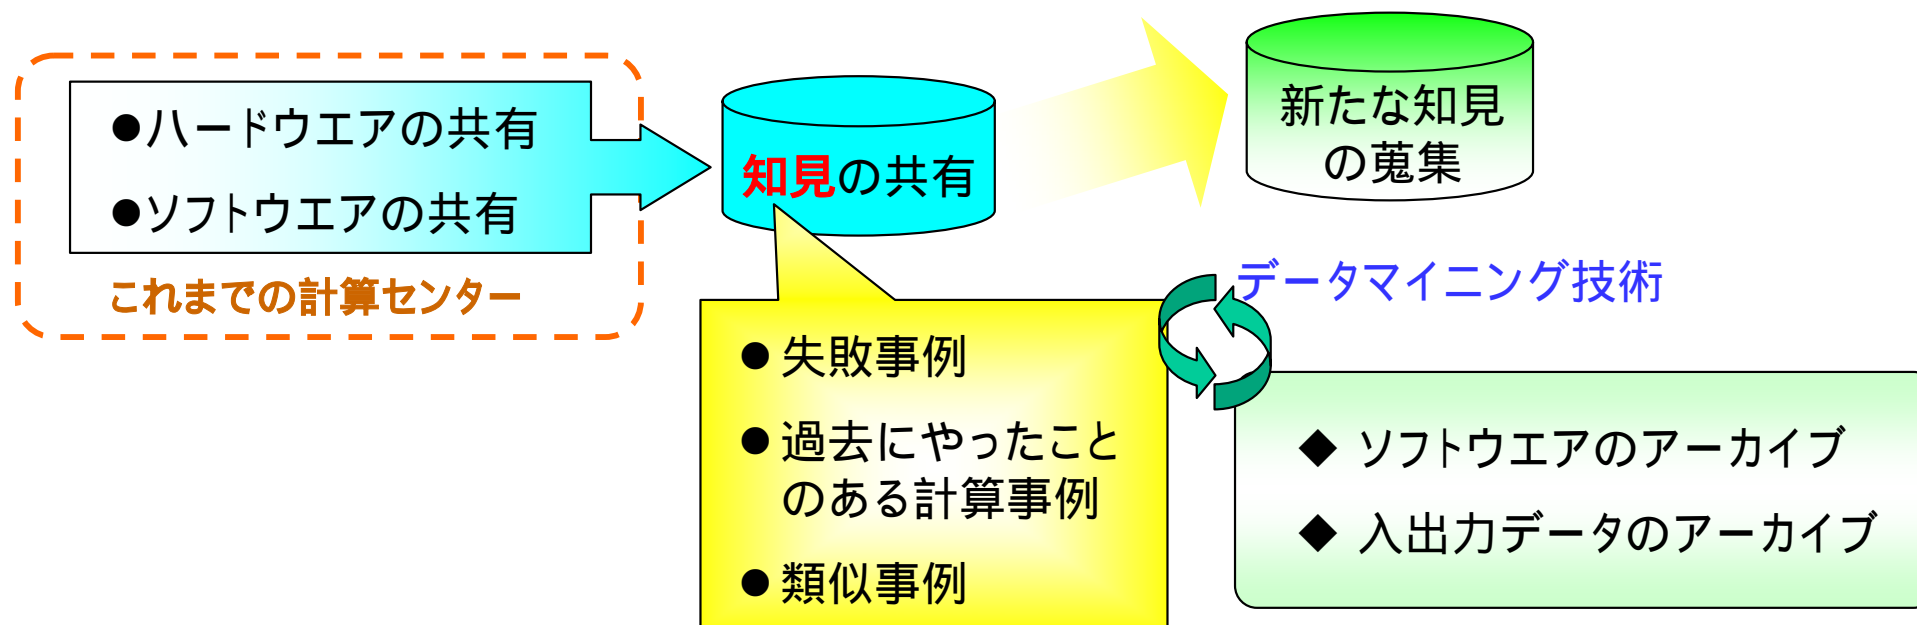 ●ハードウエアの共有
●ソフトウエアの共有
これまでの計算センター
知見の共有
新たな知見
の蒐集
データマイニング技術
● 失敗事例
● 過去にやったこと
のある計算事例
● 類似事例
◆ ソフトウエアのアーカイブ
◆ 入出力データのアーカイブ